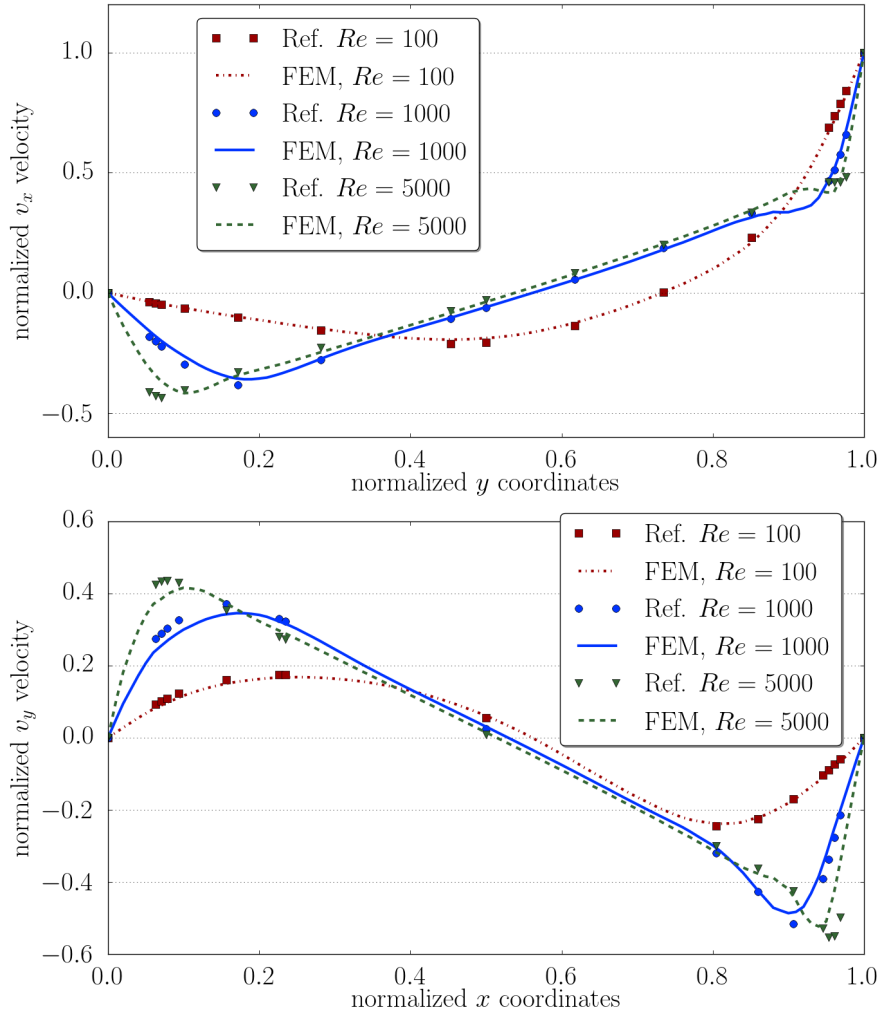 1.0
0.5
0.0
−0.5
normalized v_x velocity
Ref. Re = 100
FEM, Re = 100
Ref. Re = 1000
FEM, Re = 1000
Ref. Re = 5000
FEM, Re = 5000
0.0 0.2 0.4 0.6 0.8 1.0
normalized y coordinates
0.6
0.4
0.2
0.0
−0.2
−0.4
−0.6
normalized v_y velocity
Ref. Re = 100
FEM, Re = 100
Ref. Re = 1000
FEM, Re = 1000
Ref. Re = 5000
FEM, Re = 5000
0.0 0.2 0.4 0.6 0.8 1.0
normalized x coordinates